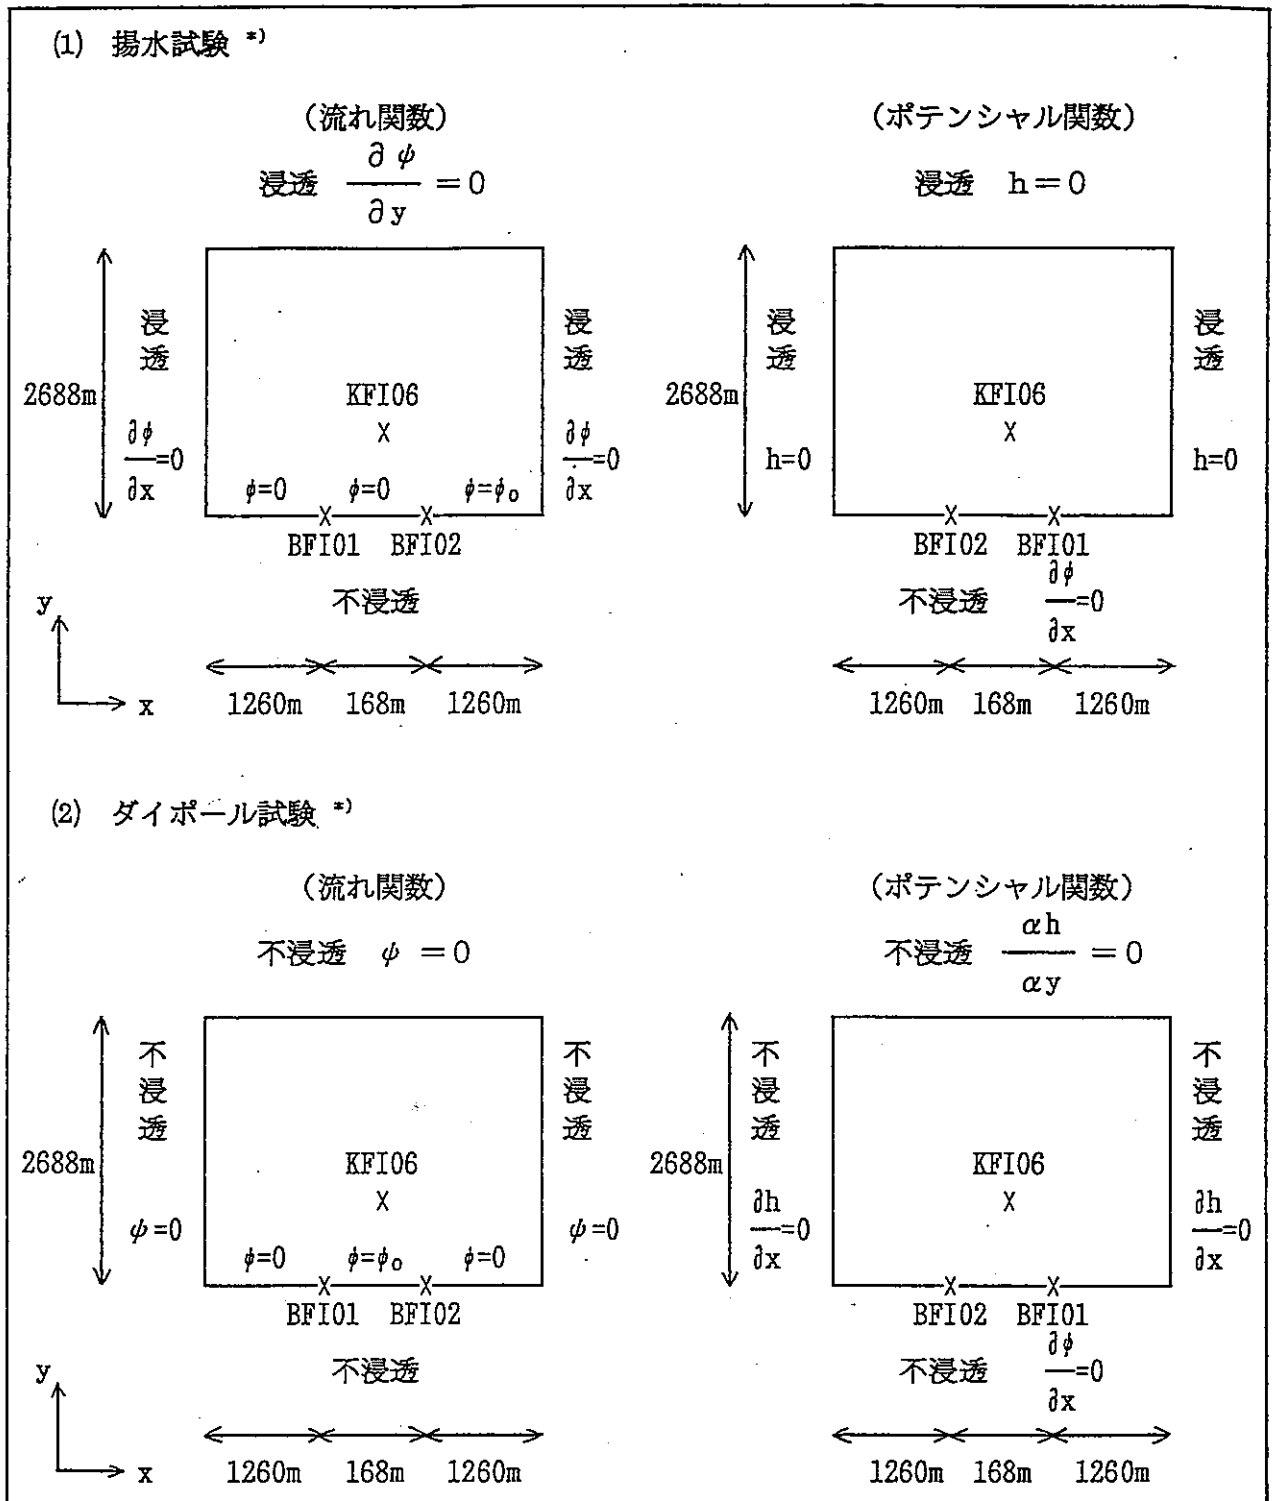 (1) 揚水試験 *)
(流れ関数)
浸透 ∂ψ/∂y =0
浸透
浸透
2688m
∂ϕ/∂x=0
∂ϕ/∂x=0
KFI06
X
ϕ=0 ϕ=0 ϕ=ϕ₀
X X
BFI01 BFI02
不浸透
y
x
1260m 168m 1260m
(ポテンシャル関数)
浸透 h=0
浸透
浸透
2688m
h=0
h=0
KFI06
X
X X
BFI02 BFI01
不浸透 ∂ϕ/∂x=0
1260m 168m 1260m
(2) ダイポール試験 *)
(流れ関数)
不浸透 ψ =0
不浸透
不浸透
2688m
ψ=0
ψ=0
KFI06
X
ϕ=0 ϕ=ϕ₀ ϕ=0
X X
BFI01 BFI02
不浸透
y
x
1260m 168m 1260m
(ポテンシャル関数)
不浸透 αh/αy =0
不浸透
不浸透
2688m
∂h/∂x=0
∂h/∂x=0
KFI06
X
X X
BFI02 BFI01
不浸透 ∂ϕ/∂x=0
1260m 168m 1260m